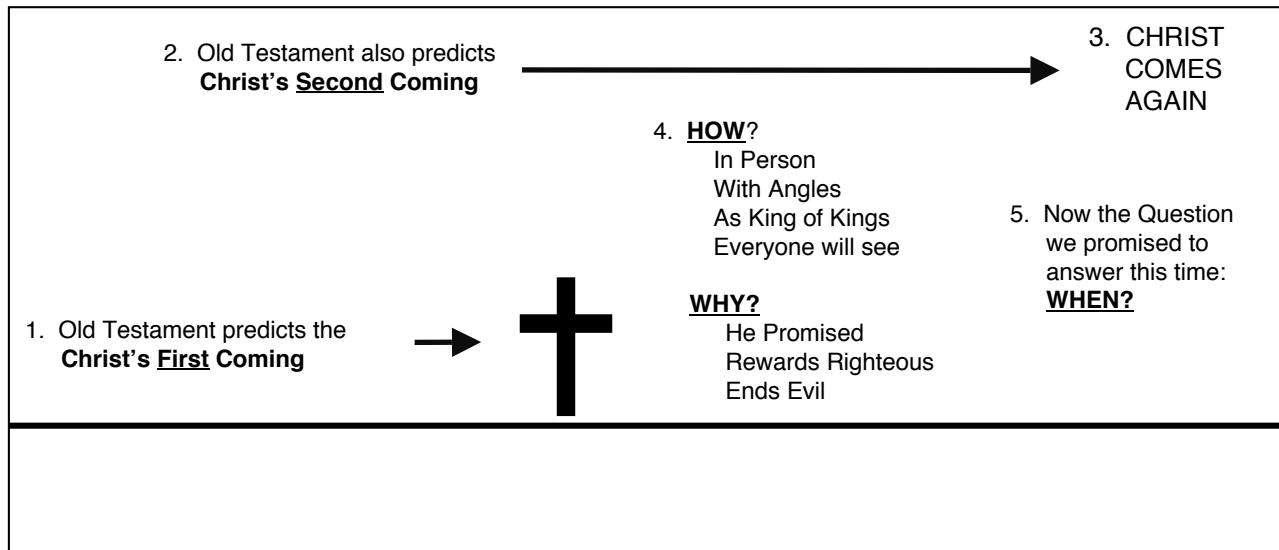 1. Old Testament predicts the
Christ's First Coming
2. Old Testament also predicts
Christ's Second Coming
3. CHRIST
COMES
AGAIN
4. HOW?
In Person
With Angles
As King of Kings
Everyone will see
WHY?
He Promised
Rewards Righteous
Ends Evil
5. Now the Question
we promised to
answer this time:
WHEN?